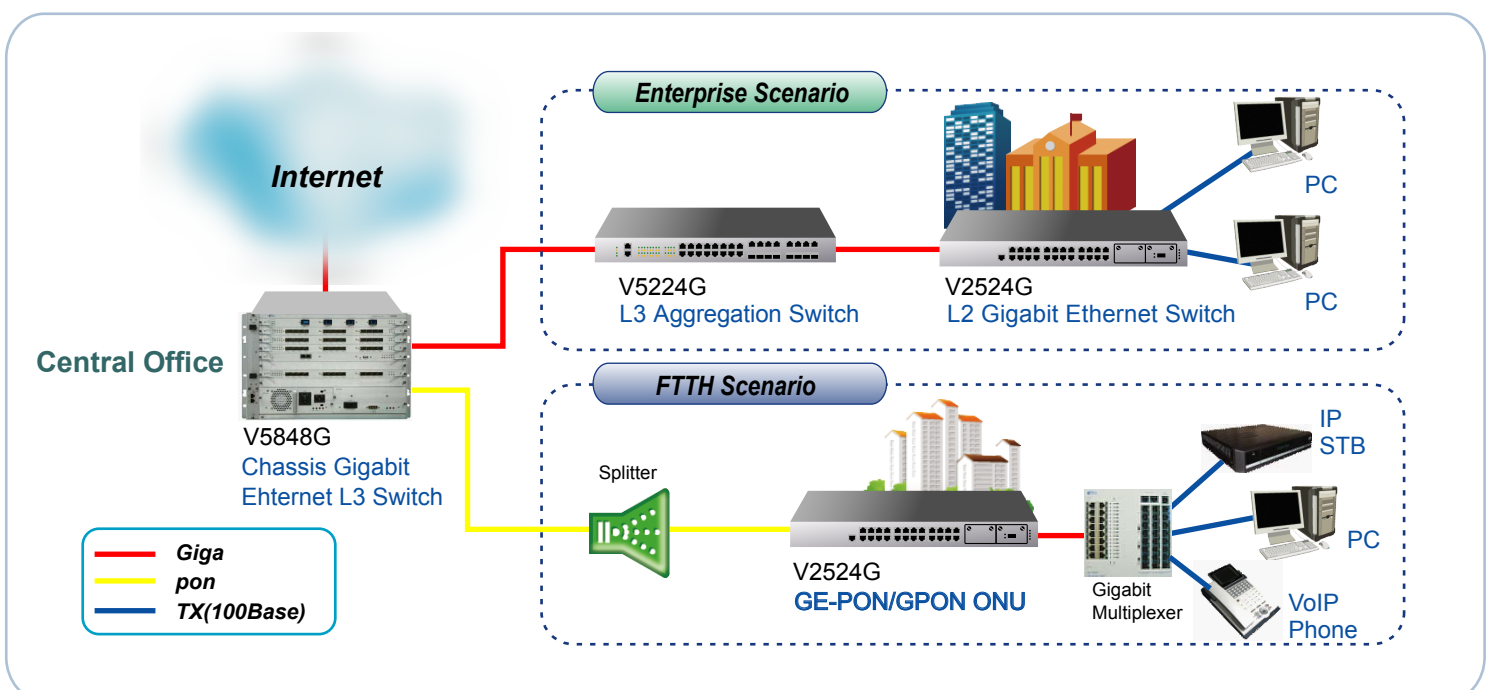 Internet
Central Office
V5848G
Chassis Gigabit
Ehternet L3 Switch
Giga
pon
TX(100Base)
Enterprise Scenario
V5224G
L3 Aggregation Switch
V2524G
L2 Gigabit Ethernet Switch
PC
PC
FTTH Scenario
Splitter
V2524G
GE-PON/GPON ONU
Gigabit
Multiplexer
IP
STB
PC
VoIP
Phone